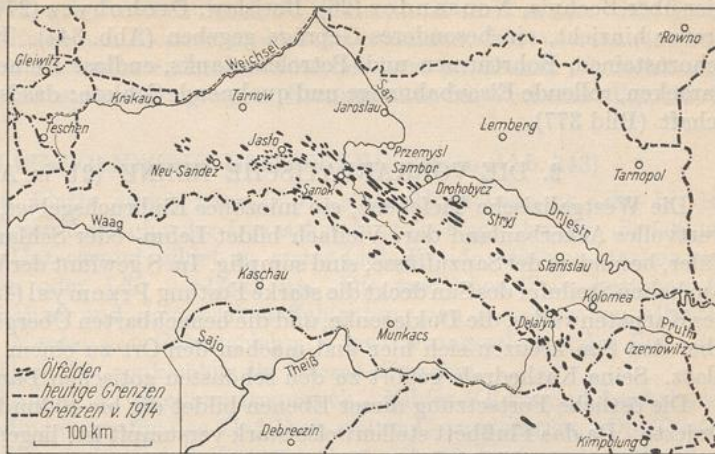 Rowno
Gleiwitz
Weichsel
San
Krakau
Tarnow
Jaroslau
Lemberg
Teschen
Jasło
Przemysl
Tarnopol
Neu-Sandez
Sambor
Sanok
Drohobycz
Stryj
Dnjestr
Waag
Stanislau
Kaschau
Kolomea
Delatyn
Pruth
Sajo
Munkacs
Czernowitz
Theiß
Ölfelder
heutige Grenzen
Grenzen v. 1914
100 km
Debreczin
Kimpolung